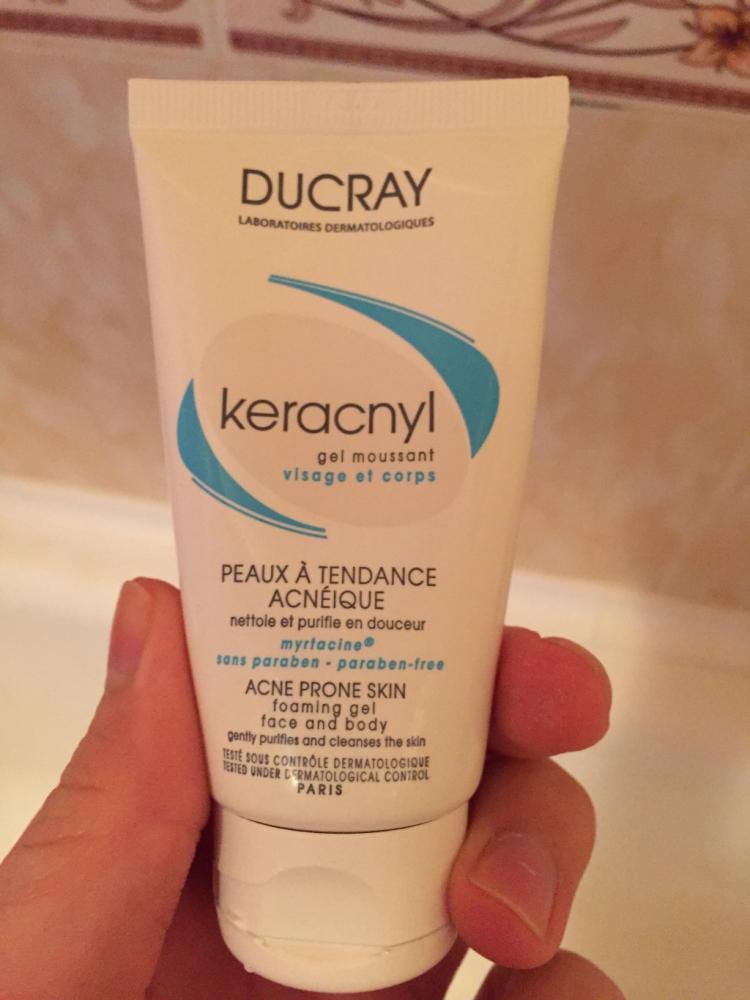 DUCRAY
LABORATOIRES DERMATOLOGIQUES
keracnyl
gel moussant
visage et corps
PEAUX À TENDANCE
ACNÉIQUE
nettoie et purifie en douceur
myrtacine®
sans paraben - paraben-free
ACNE PRONE SKIN
foaming gel
face and body
gently purifies and cleanses the skin
TESTÉ SOUS CONTRÔLE DERMATOLOGIQUE
TESTED UNDER DERMATOLOGICAL CONTROL
PARIS